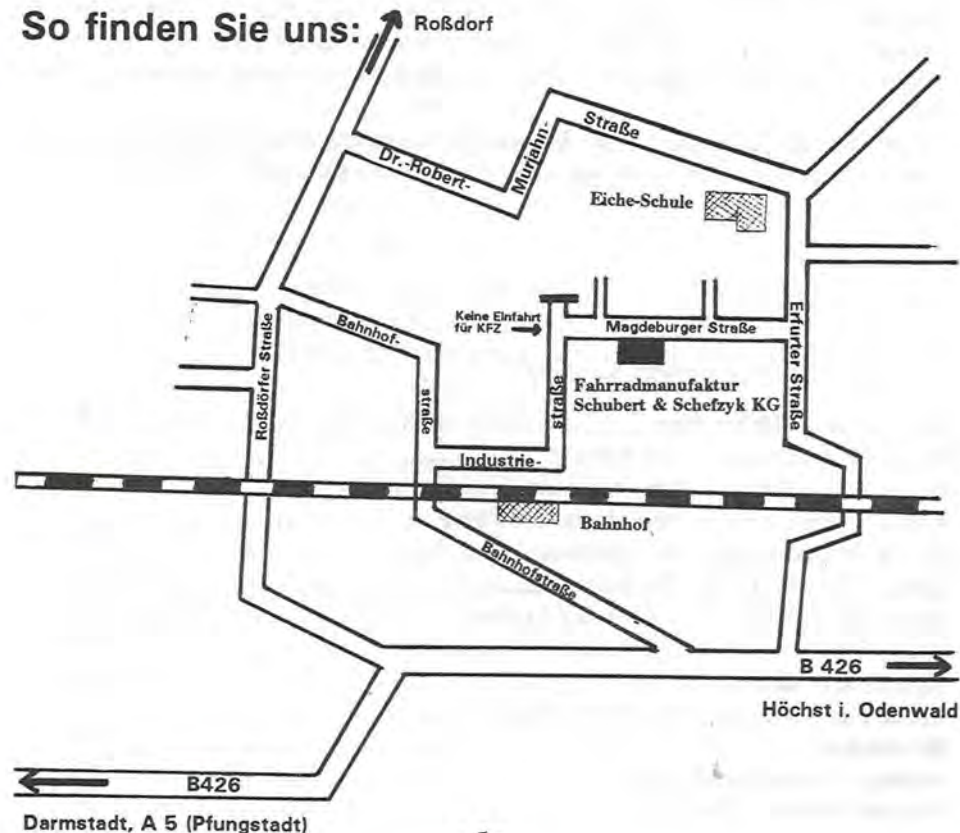 So finden Sie uns:
Roßdorf
Dr.-Robert-
Murjahn-
Straße
Eiche-Schule
Keine Einfahrt
für KFZ
Magdeburger Straße
Bahnhof-
straße
Roßdörfer Straße
Erfurter Straße
Fahrradmanufaktur
Schubert & Schefzyk KG
Industrie-
straße
Bahnhof
Bahnhofstraße
B 426
Höchst i. Odenwald
B426
Darmstadt, A 5 (Pfungstadt)